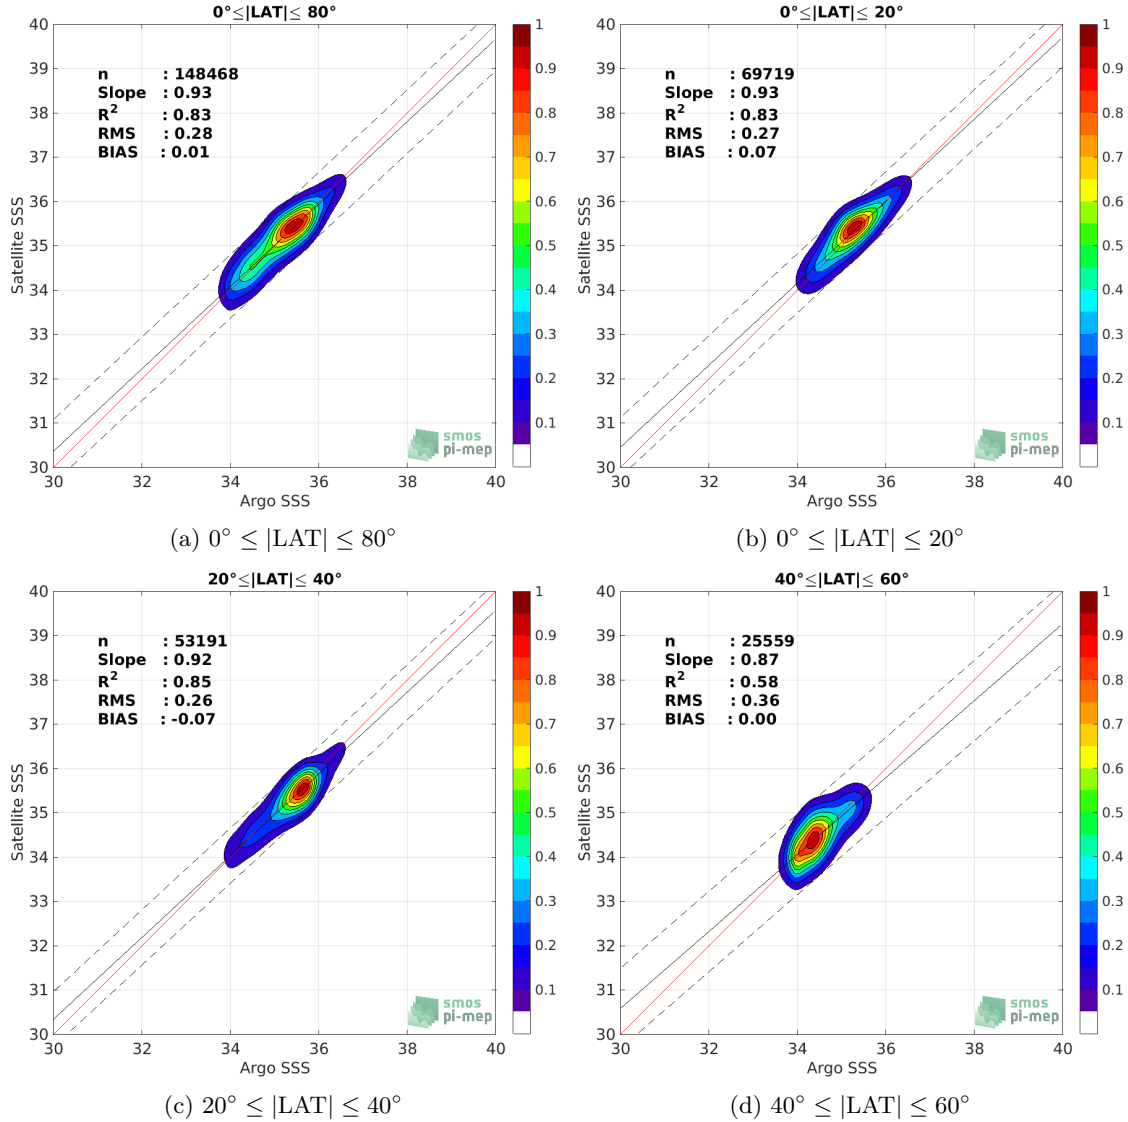 0°≤|LAT|≤ 80°
n : 148468
Slope : 0.93
R² : 0.83
RMS : 0.28
BIAS : 0.01
40
39
38
37
36
35
34
33
32
31
30
30 32 34 36 38 40
Satellite SSS
Argo SSS
1
0.9
0.8
0.7
0.6
0.5
0.4
0.3
0.2
0.1
smos
pi-mep
(a) 0° ≤ |LAT| ≤ 80°
0°≤|LAT|≤ 20°
n : 69719
Slope : 0.93
R² : 0.83
RMS : 0.27
BIAS : 0.07
40
39
38
37
36
35
34
33
32
31
30
30 32 34 36 38 40
Satellite SSS
Argo SSS
1
0.9
0.8
0.7
0.6
0.5
0.4
0.3
0.2
0.1
smos
pi-mep
(b) 0° ≤ |LAT| ≤ 20°
20°≤|LAT|≤ 40°
n : 53191
Slope : 0.92
R² : 0.85
RMS : 0.26
BIAS : -0.07
40
39
38
37
36
35
34
33
32
31
30
30 32 34 36 38 40
Satellite SSS
Argo SSS
1
0.9
0.8
0.7
0.6
0.5
0.4
0.3
0.2
0.1
smos
pi-mep
(c) 20° ≤ |LAT| ≤ 40°
40°≤|LAT|≤ 60°
n : 25559
Slope : 0.87
R² : 0.58
RMS : 0.36
BIAS : 0.00
40
39
38
37
36
35
34
33
32
31
30
30 32 34 36 38 40
Satellite SSS
Argo SSS
1
0.9
0.8
0.7
0.6
0.5
0.4
0.3
0.2
0.1
smos
pi-mep
(d) 40° ≤ |LAT| ≤ 60°